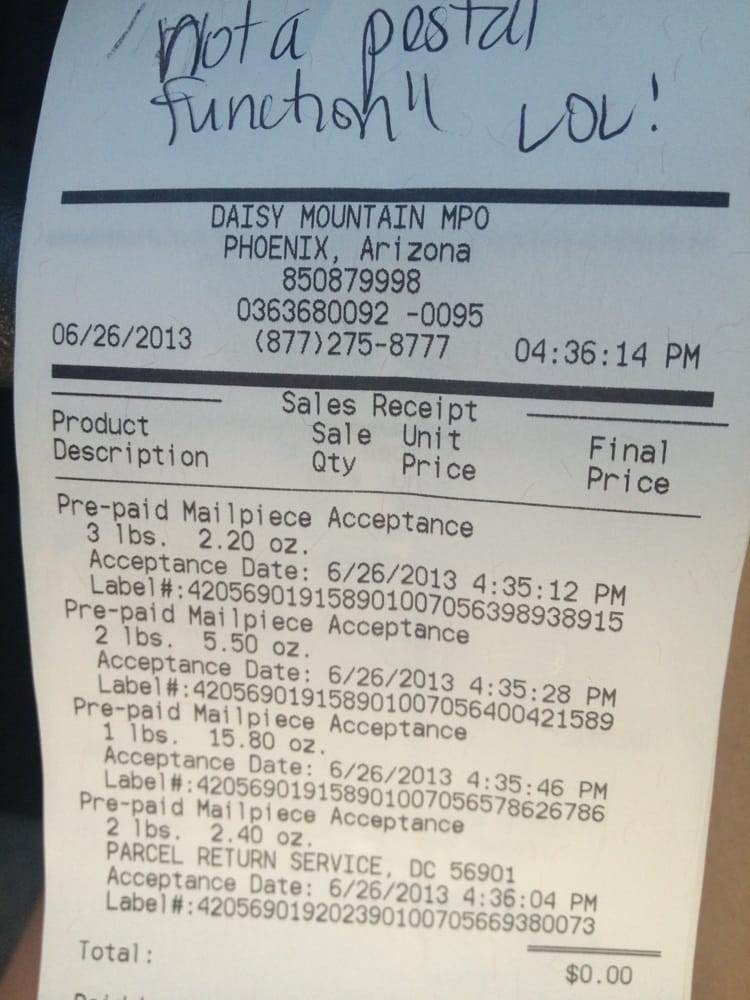 not a postal
function!! LOL!
DAISY MOUNTAIN MPO
PHOENIX, Arizona
850879998
0363680092 -0095
06/26/2013 (877)275-8777 04:36:14 PM
Sales Receipt
Product Sale Unit Final
Description Qty Price Price
Pre-paid Mailpiece Acceptance
3 lbs. 2.20 oz.
Acceptance Date: 6/26/2013 4:35:12 PM
Label#:420569019158901007056398938915
Pre-paid Mailpiece Acceptance
2 lbs. 5.50 oz.
Acceptance Date: 6/26/2013 4:35:28 PM
Label#:420569019158901007056400421589
Pre-paid Mailpiece Acceptance
1 lbs. 15.80 oz.
Acceptance Date: 6/26/2013 4:35:46 PM
Label#:420569019158901007056578626786
Pre-paid Mailpiece Acceptance
2 lbs. 2.40 oz.
PARCEL RETURN SERVICE, DC 56901
Acceptance Date: 6/26/2013 4:36:04 PM
Label#:420569019202390100705669380073
Total: $0.00